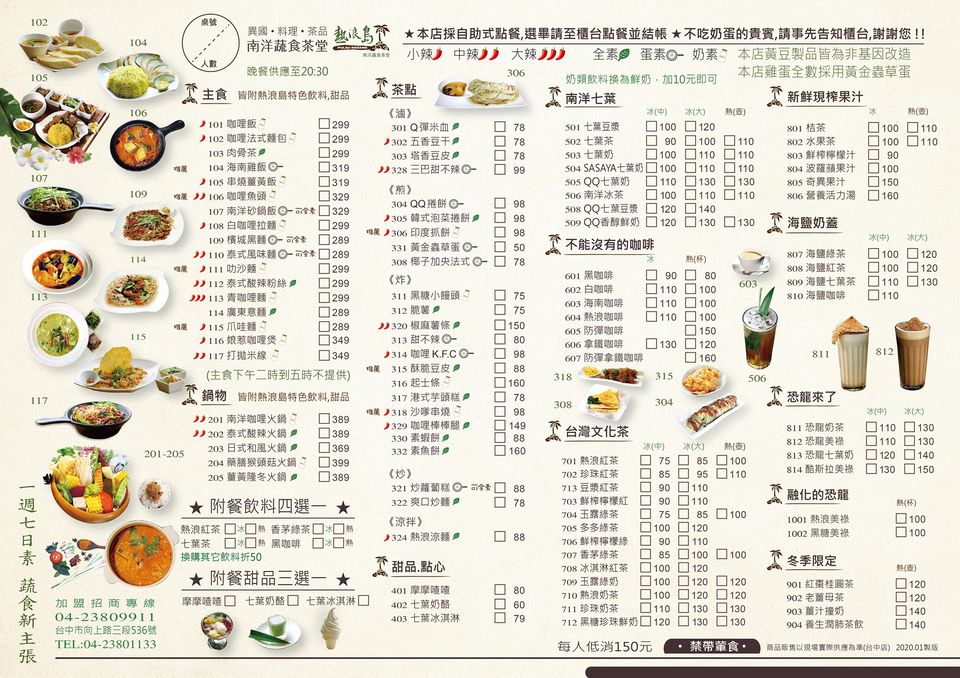 桌號
人數
異國・料理・茶品
南洋蔬食茶堂
熱浪島
南洋蔬食茶堂
晚餐供應至20:30
★本店採自助式點餐,選畢請至櫃台點餐並結帳 ★不吃奶蛋的貴賓,請事先告知櫃台,謝謝您!!
小辣 中辣 大辣 全素 蛋素 奶素
本店黃豆製品皆為非基因改造
本店雞蛋全數採用黃金蟲草蛋
奶類飲料換為鮮奶﹐加10元即可
102
105
106
107
109
111
114
113
115
117
201-205
主食 皆附熱浪島特色飲料,甜品
101 咖哩飯 299
102 咖哩法式麵包 299
103 肉骨茶 299
104 海南雞飯 319
105 串燒薑黃飯 319
推薦 106 咖哩魚頭 329
107 南洋砂鍋飯 可全素 329
108 白咖哩拉麵 299
109 檳城黑麵 可全素 289
110 泰式風味麵 可全素 289
推薦 111 叻沙麵 299
112 泰式酸辣粉絲 299
113 青咖哩麵 299
114 廣東意麵 289
推薦 115 爪哇麵 289
116 娘惹咖哩煲 349
117 打拋米線 349
(主食下午二時到五時不提供)
鍋物 皆附熱浪島特色飲料,甜品
201 南洋咖哩火鍋 389
202 泰式酸辣火鍋 389
203 日式和風火鍋 369
204 藥膳猴頭菇火鍋 399
205 薑黃隆冬火鍋 389
★ 附餐飲料四選一 ★
熱浪紅茶 冰 熱 香茅綠茶 冰 熱
七葉茶 冰 熱 黑咖啡 冰 熱
換購其它飲料折50
★ 附餐甜品三選一 ★
摩摩喳喳 七葉奶酪 七葉冰淇淋
一週七日素 蔬食新主張
加盟招商專線
04-23809911
台中市向上路三段536號
TEL:04-23801133
茶點
306
《滷》
301 Q彈米血 78
302 五香豆干 78
303 塔香豆皮 78
328 三巴甜不辣 99
《煎》
304 QQ捲餅 98
305 韓式泡菜捲餅 98
推薦 306 印度抓餅 98
331 黃金蟲草蛋 50
308 椰子加央法式 78
《炸》
311 黑糖小饅頭 75
312 脆薯 75
320 椒麻薯條 150
313 甜不辣 80
314 咖哩 K.F.C 98
推薦 315 酥脆豆皮 88
316 起士條 160
317 港式芋頭糕 78
推薦 318 沙嗲串燒 98
329 咖哩棒棒腿 149
330 素蝦餅 88
332 素魚餅 160
《炒》
321 炒蘿蔔糕 可全素 88
322 爽口炒麵 78
《涼拌》
推薦 324 熱浪涼麵 88
甜品.點心
401 摩摩喳喳 80
402 七葉奶酪 60
403 七葉冰淇淋 79
南洋七葉
冰(中) 冰(大) 熱(壺)
501 七葉豆漿 100 120
502 七葉茶 90 100 110
503 七葉奶 100 110 110
504 SASAYA七葉奶 100 110 110
505 QQ七葉奶 110 130 130
506 南洋冰茶 100 110 110
508 QQ七葉豆漿 120 140
509 QQ香醇鮮奶 120 130 130
不能沒有的咖啡
冰 熱(杯)
601 黑咖啡 90 80
602 白咖啡 110 100
603 海南咖啡 110 100
604 熱浪咖啡 110 100
605 防彈咖啡 150
606 拿鐵咖啡 130 120
607 防彈拿鐵咖啡 160
603
506
318
315
308
304
台灣文化茶
冰(中) 冰(大) 熱(壺)
701 熱浪紅茶 75 85 100
702 珍珠紅茶 85 95
713 豆漿紅茶 90 110
703 鮮榨檸檬紅 90 110
704 玉露綠茶 75 85 100
705 多多綠茶 100 120
706 鮮榨檸檬綠 90 110
707 香茅綠茶 85 100 100
708 冰淇淋紅茶 100 120
709 玉露綠奶 100 120 120
710 熱浪奶茶 100 120 120
711 珍珠奶茶 110 130 130
712 黑糖珍珠鮮奶 120 130 130
新鮮現榨果汁
冰 熱(壺)
801 桔茶 100 110
802 水果茶 100 110
803 鮮榨檸檬汁 90
804 波羅蘋果汁 100
805 奇異果汁 150
806 營養活力湯 160
海鹽奶蓋
冰(中) 冰(大)
807 海鹽綠茶 100 120
808 海鹽紅茶 100 120
809 海鹽七葉茶 110 130
810 海鹽咖啡 110
811
812
恐龍來了
冰(中) 冰(大)
811 恐龍奶茶 110 130
812 恐龍美祿 110 130
813 恐龍七葉奶 120 140
814 酷斯拉美祿 130 150
融化的恐龍
熱(杯)
1001 熱浪美祿 100
1002 黑糖美祿 100
冬季限定
熱(壺)
901 紅棗桂圓茶 120
902 老薑母茶 120
903 薑汁撞奶 140
904 養生潤肺茶飲 140
每人低消150元 ・禁帶葷食・ 商品販售以現場實際供應為準(台中店) 2020.01製版